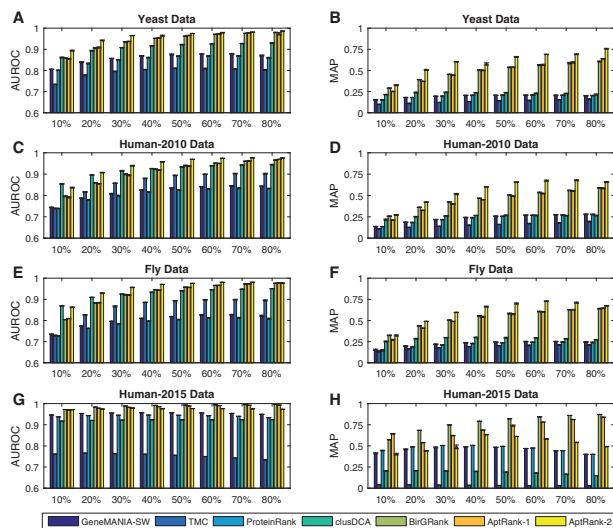 A Yeast Data
AUROC
1
0.9
0.8
0.7
0.6
10% 20% 30% 40% 50% 60% 70% 80%
B Yeast Data
MAP
1
0.75
0.5
0.25
0
10% 20% 30% 40% 50% 60% 70% 80%
C Human-2010 Data
AUROC
1
0.9
0.8
0.7
0.6
10% 20% 30% 40% 50% 60% 70% 80%
D Human-2010 Data
MAP
1
0.75
0.5
0.25
0
10% 20% 30% 40% 50% 60% 70% 80%
E Fly Data
AUROC
1
0.9
0.8
0.7
0.6
10% 20% 30% 40% 50% 60% 70% 80%
F Fly Data
MAP
1
0.75
0.5
0.25
0
10% 20% 30% 40% 50% 60% 70% 80%
G Human-2015 Data
AUROC
1
0.9
0.8
0.7
0.6
10% 20% 30% 40% 50% 60% 70% 80%
H Human-2015 Data
MAP
1
0.75
0.5
0.2
0
10% 20% 30% 40% 50% 60% 70% 80%
GeneMANIA-SW TMC ProteinRank clusDCA BirGRank AptRank-1 AptRank-2